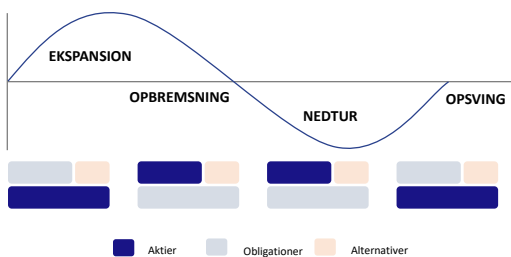 EKSPANSION
OPBREMSNING
NEDTUR
OPSVING
Aktier
Obligationer
Alternativer